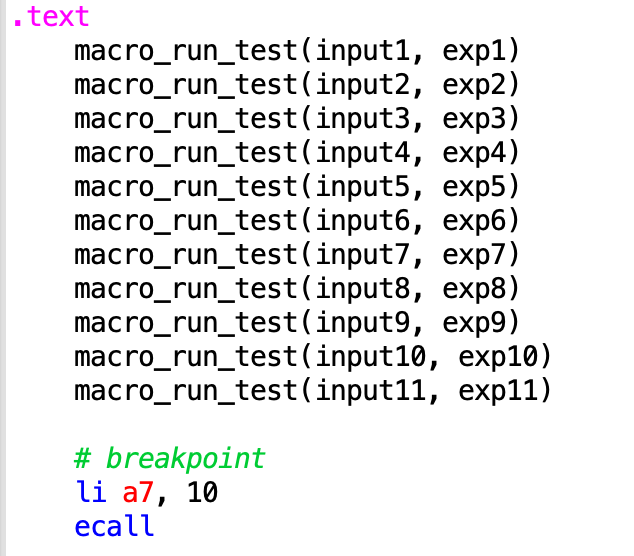 .text
macro_run_test(input1, exp1)
macro_run_test(input2, exp2)
macro_run_test(input3, exp3)
macro_run_test(input4, exp4)
macro_run_test(input5, exp5)
macro_run_test(input6, exp6)
macro_run_test(input7, exp7)
macro_run_test(input8, exp8)
macro_run_test(input9, exp9)
macro_run_test(input10, exp10)
macro_run_test(input11, exp11)
# breakpoint
li a7, 10
ecall